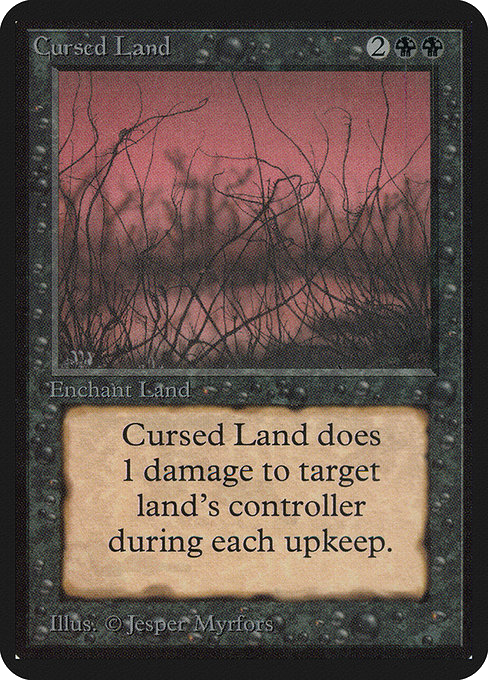 Cursed Land 2
Enchant Land
Cursed Land does
1 damage to target
land's controller
during each upkeep.
Illus. © Jesper Myrfors